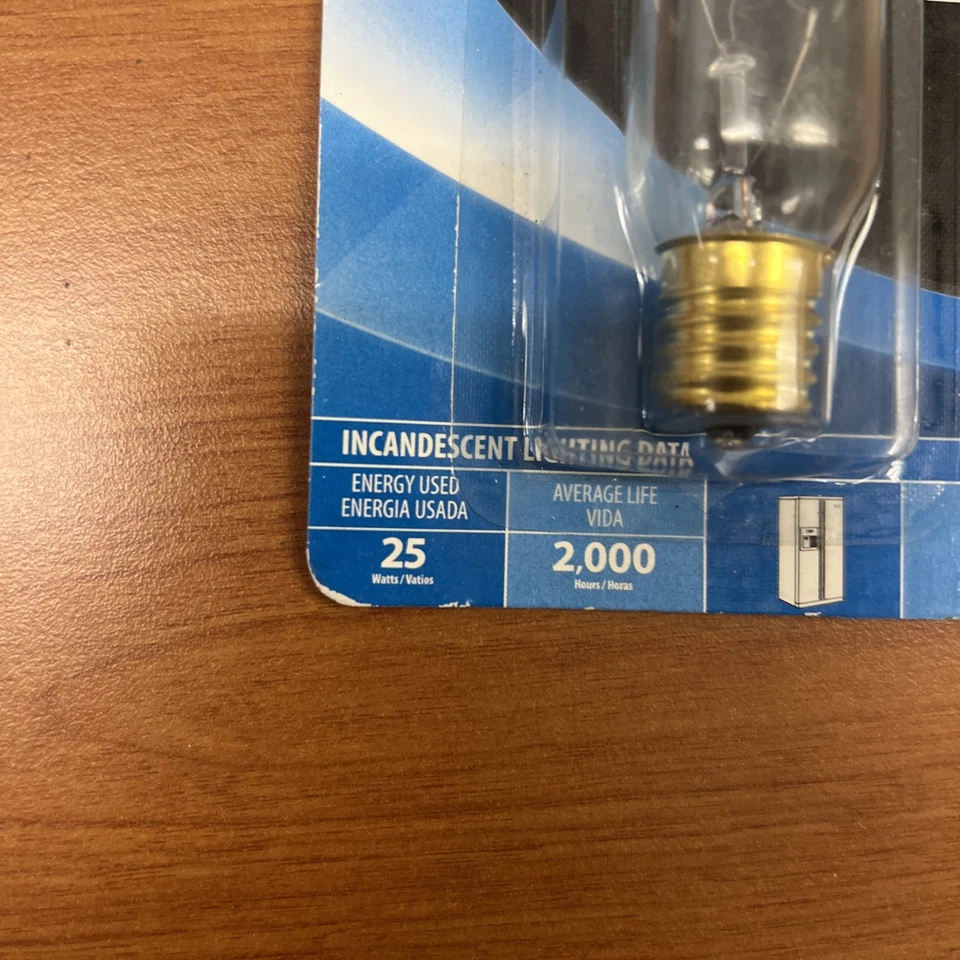 INCANDESCENT LIGHTING DATA
ENERGY USED
ENERGIA USADA
25
Watts / Vatios
AVERAGE LIFE
VIDA
2,000
Hours / Horas